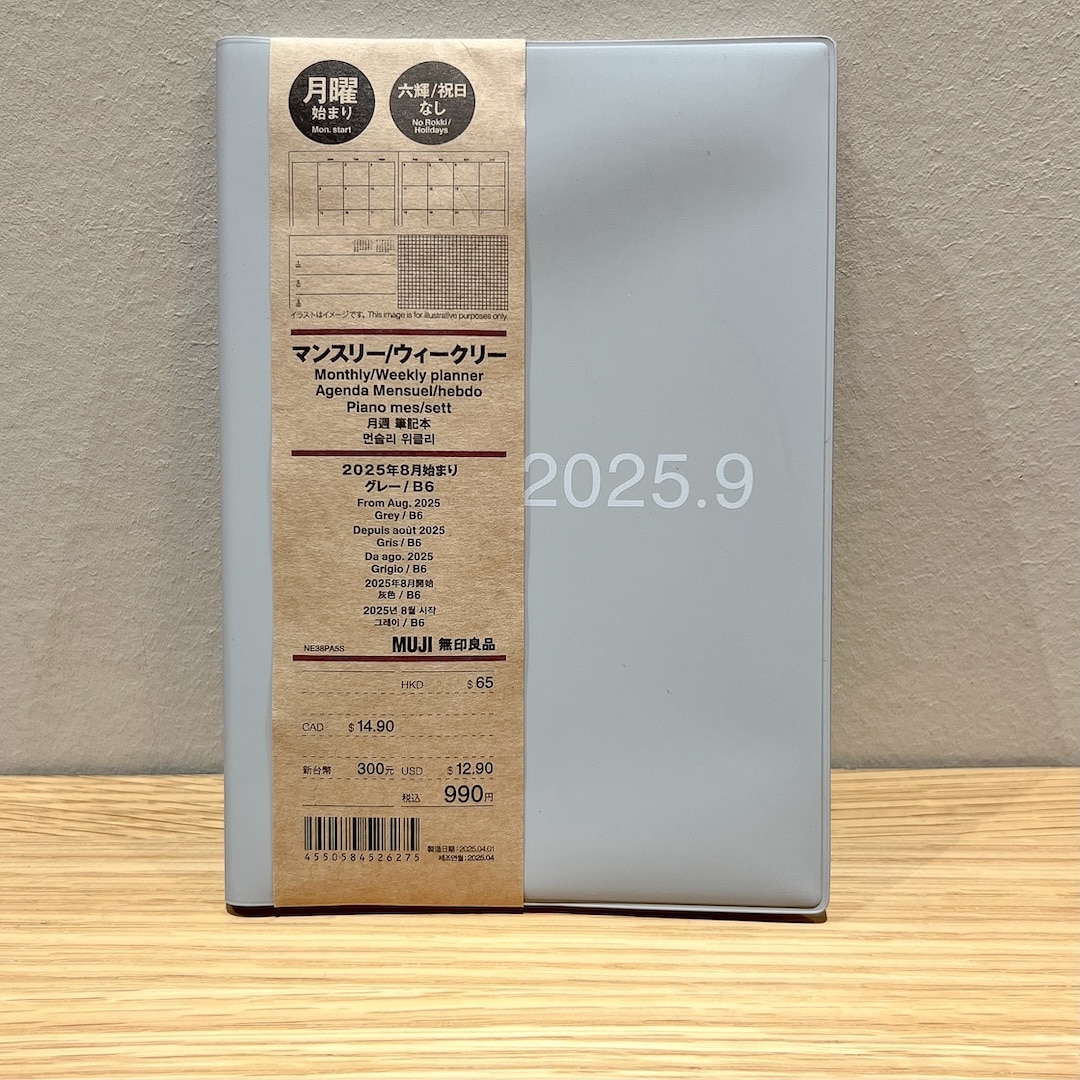 月曜
始まり
Mon. start
六輝/祝日
なし
No Rokki/
Holidays
イラストはイメージです。This image is for illustrative purposes only.
マンスリー/ウィークリー
Monthly/Weekly planner
Agenda Mensuel/hebdo
Piano mes/sett
月週 筆記本
먼슬리 위클리
2025年8月始まり
グレー/B6
From Aug. 2025
Grey / B6
Depuis août 2025
Gris / B6
Da ago. 2025
Grigio / B6
2025年8月開始
灰色 / B6
2025년 8월 시작
그레이 / B6
NE38PA5S MUJI 無印良品
HKD $65
CAD $14.90
新台幣 300元 USD $12.90
税込 990円
4550584526275
製造日期：2025.04.01
제조연월 : 2025.04
2025.9